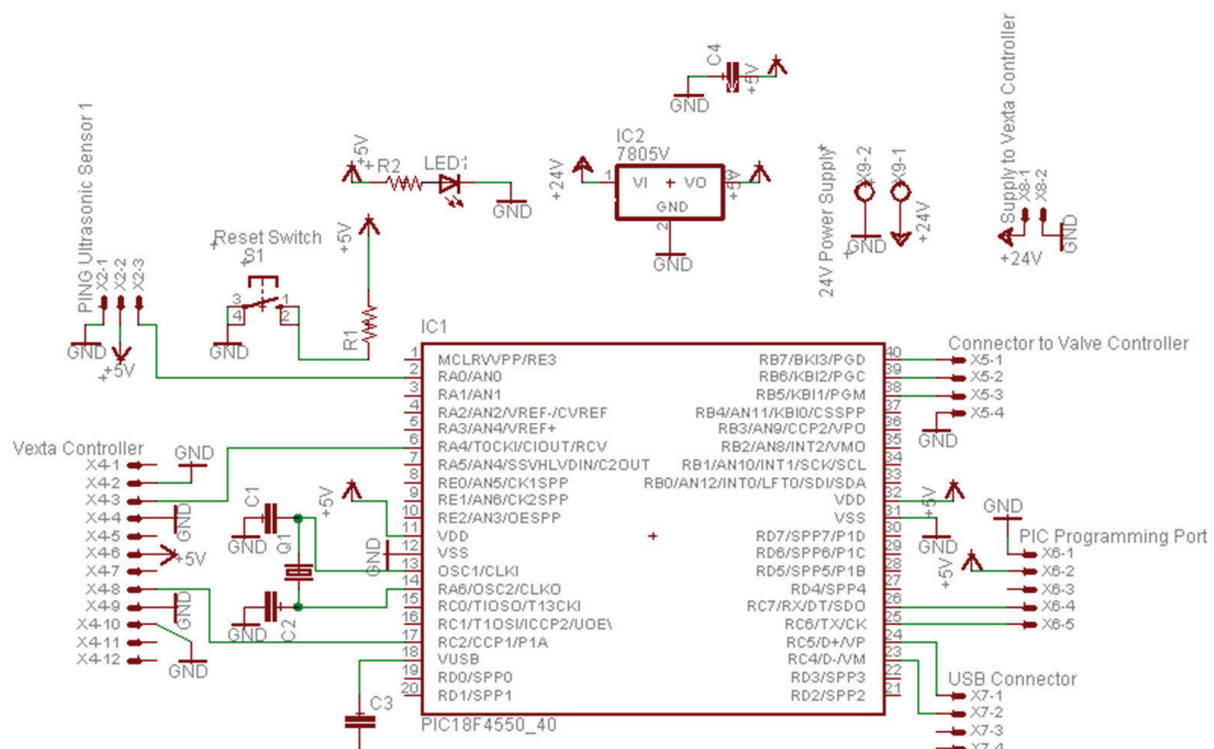 C4
+5V
GND
IC2
7805V
+5V
R2
LED1
GND
+24V
1
VI
VO
3
+5V
GND
2
GND
24V Power Supply
X9-2
X9-1
GND
+24V
Supply to Vexta Controller
X8-1
X8-2
+24V
GND
PING Ultrasonic Sensor 1
X2-1
X2-2
X2-3
GND
+5V
Reset Switch
S1
3
4
1
2
GND
+5V
R1
IC1
1 MCLR\/VPP/RE3
2 RA0/AN0
3 RA1/AN1
4 RA2/AN2/VREF-/CVREF
5 RA3/AN4/VREF+
6 RA4/T0CKI/CIOUT/RCV
7 RA5/AN4/SSVHLVDIN/C2OUT
8 RE0/AN5/CK1SPP
9 RE1/AN6/CK2SPP
10 RE2/AN3/OESPP
11 VDD
12 VSS
13 OSC1/CLKI
14 RA6/OSC2/CLKO
15 RC0/TIOSO/T13CKI
16 RC1/T1OSI/ICCP2/UOE\
17 RC2/CCP1/P1A
18 VUSB
19 RD0/SPP0
20 RD1/SPP1
RB7/BKI3/PGD 40
RB6/KBI2/PGC 39
RB5/KBI1/PGM 38
RB4/AN11/KBI0/CSSPP 37
RB3/AN9/CCP2/VPO 36
RB2/AN8/INT2/VMO 35
RB1/AN10/INT1/SCK/SCL 34
RB0/AN12/INT0/LFT0/SDI/SDA 33
VDD 32
VSS 31
RD7/SPP7/P1D 30
RD6/SPP6/P1C 29
RD5/SPP5/P1B 28
RD4/SPP4 27
RC7/RX/DT/SDO 26
RC6/TX/CK 25
RC5/D+/VP 24
RC4/D-/VM 23
RD3/SPP3 22
RD2/SPP2 21
PIC18F4550_40
Vexta Controller
X4-1
X4-2
X4-3
X4-4
X4-5
X4-6
X4-7
X4-8
X4-9
X4-10
X4-11
X4-12
GND
GND
+5V
GND
GND
C1
GND
Q1
GND
C2
+5V
GND
C3
Connector to Valve Controller
X5-1
X5-2
X5-3
X5-4
GND
+5V
GND
GND
PIC Programming Port
+5V
X6-1
X6-2
X6-3
X6-4
X6-5
USB Connector
X7-1
X7-2
X7-3
X7-4